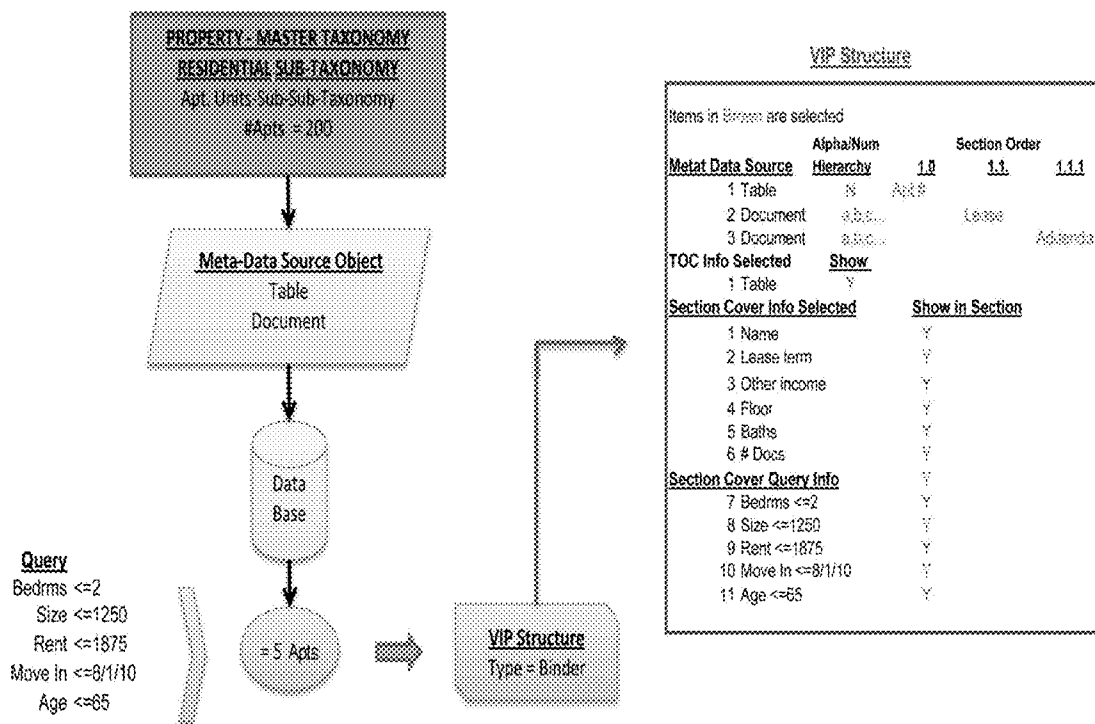 PROPERTY - MASTER TAXONOMY
RESIDENTIAL SUB-TAXONOMY
Apt. Units-Sub-Sub-Taxonomy
#Apts = 200
Meta-Data Source Object
Table
Document
Data
Base
Query
Bedrms <=2
Size <=1250
Rent <=1875
Move In <=8/1/10
Age <=65
= 5 Apts
VIP Structure
Type = Binder
VIP Structure
Items in Brown are selected
Alpha/Num Section Order
Metat Data Source Hierarchy 1.0 1.1. 1.1.1
1 Table N Apt.#
2 Document a,b,c... Lease
3 Document a,b,c... Addenda
TOC Info Selected Show
1 Table Y
Section Cover Info Selected Show in Section
1 Name Y
2 Lease term Y
3 Other income Y
4 Floor Y
5 Baths Y
6 # Docs Y
Section Cover Query Info Y
7 Bedrms <=2 Y
8 Size <=1250 Y
9 Rent <=1875 Y
10 Move In <=8/1/10 Y
11 Age <=65 Y